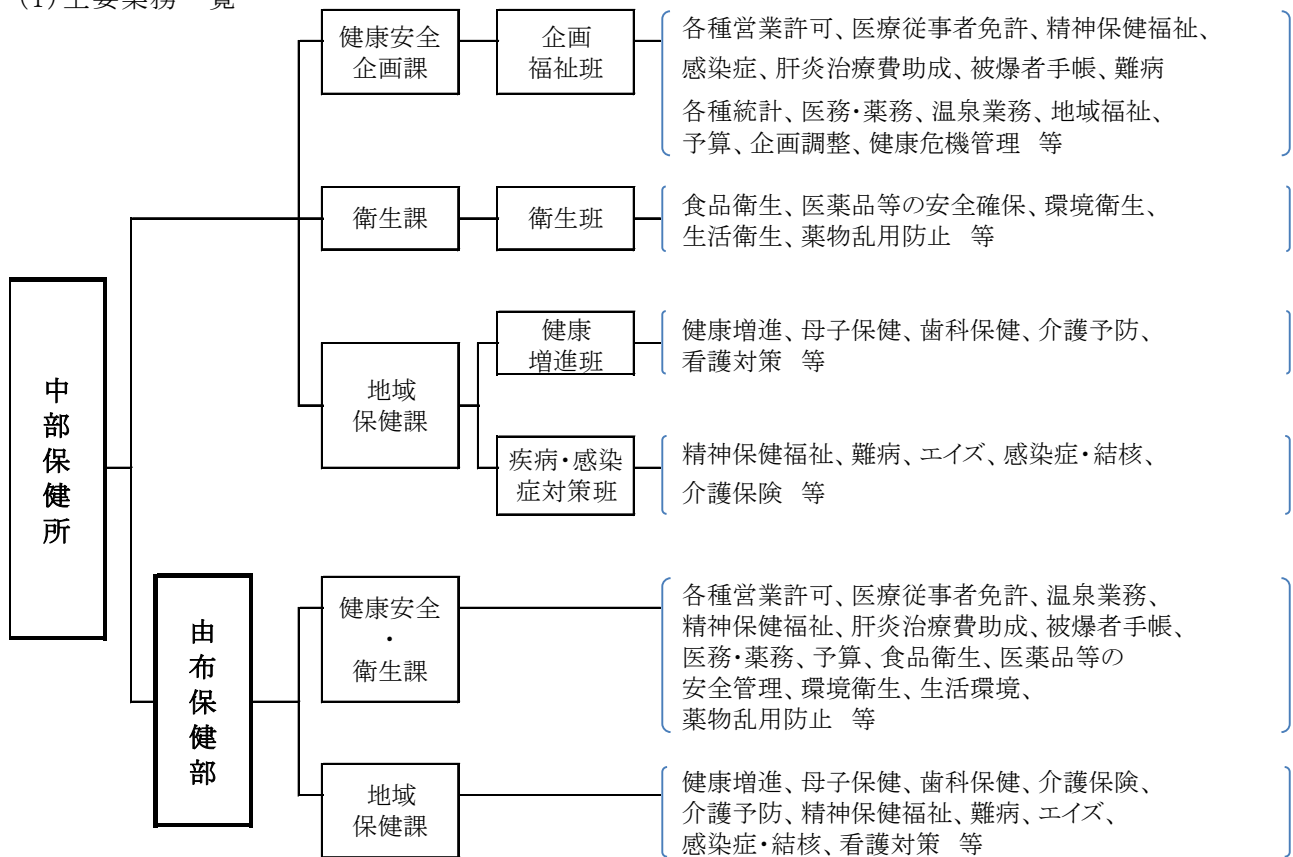 (1)主要業務一覧
健康安全
企画課
企画
福祉班
各種営業許可、医療従事者免許、精神保健福祉、
感染症、肝炎治療費助成、被爆者手帳、難病
各種統計、医務・薬務、温泉業務、地域福祉、
予算、企画調整、健康危機管理 等
衛生課
衛生班
食品衛生、医薬品等の安全確保、環境衛生、
生活衛生、薬物乱用防止 等
中部保健所
地域
保健課
健康
増進班
健康増進、母子保健、歯科保健、介護予防、
看護対策 等
疾病・感染
症対策班
精神保健福祉、難病、エイズ、感染症・結核、
介護保険 等
由布保健部
健康安全
・
衛生課
各種営業許可、医療従事者免許、温泉業務、
精神保健福祉、肝炎治療費助成、被爆者手帳、
医務・薬務、予算、食品衛生、医薬品等の
安全管理、環境衛生、生活環境、
薬物乱用防止 等
地域
保健課
健康増進、母子保健、歯科保健、介護保険、
介護予防、精神保健福祉、難病、エイズ、
感染症・結核、看護対策 等